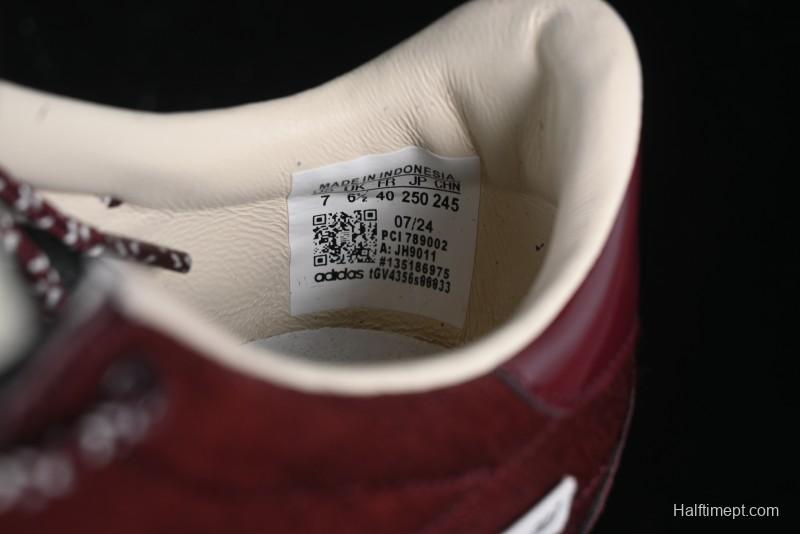 MADE IN INDONESIA
US UK FR JP CHN
7 6½ 40 250 245
07/24
PCI 789002
A: JH9011
#135186975
adidas
Halftimept.com